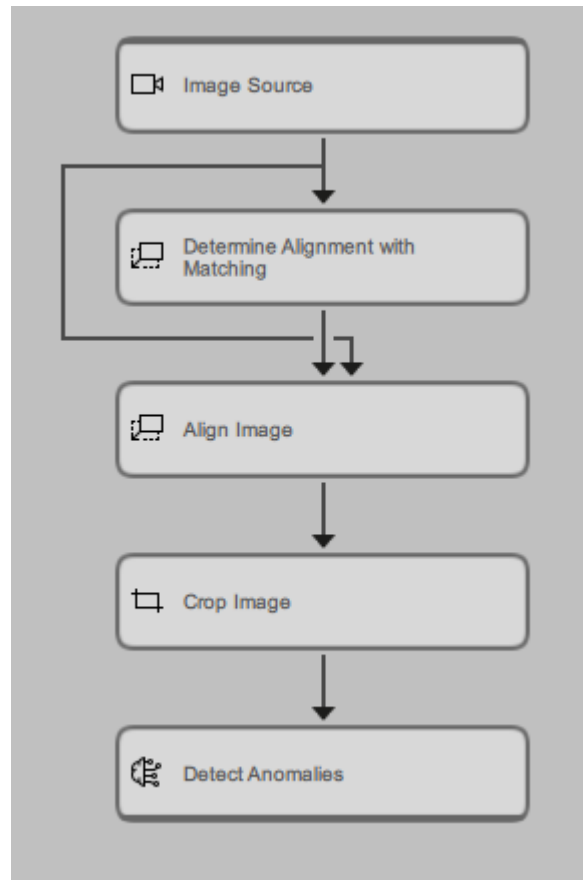 Image Source
Determine Alignment with
Matching
Align Image
Crop Image
Detect Anomalies